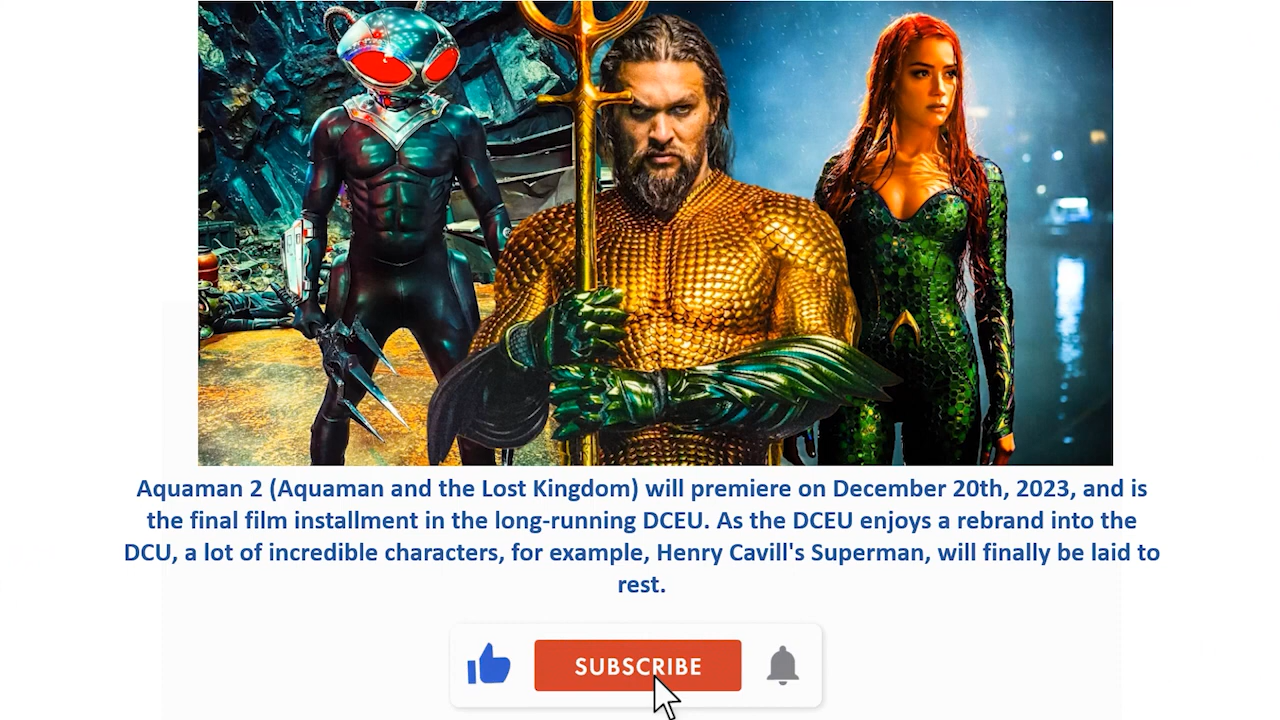 Aquaman 2 (Aquaman and the Lost Kingdom) will premiere on December 20th, 2023, and is
the final film installment in the long-running DCEU. As the DCEU enjoys a rebrand into the
DCU, a lot of incredible characters, for example, Henry Cavill's Superman, will finally be laid to
rest.
SUBSCRIBE